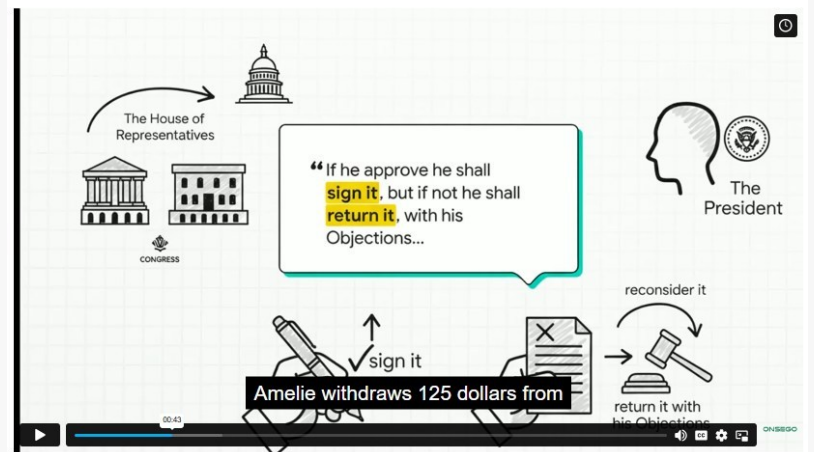 The House of
Representatives
CONGRESS
“If he approve he shall
sign it, but if not he shall
return it, with his
Objections...
The
President
sign it
reconsider it
return it with
his Objections
Amelie withdraws 125 dollars from
00:43
CC
ONSEGO